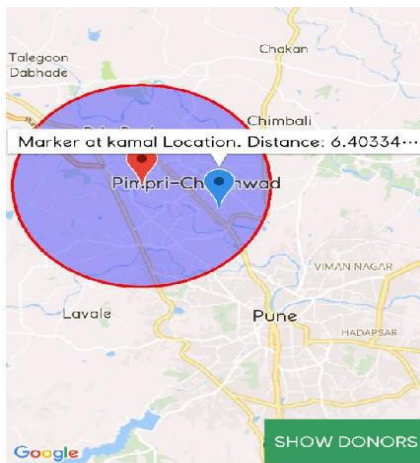 Chakan
Talegaon
Dabhade
Chimbali
Marker at kamal Location. Distance: 6.40334...
Pimpri-Ch
nwad
VIMAN NAGAR
Lavale
Pune
HADAPSAR
Google
SHOW DONORS